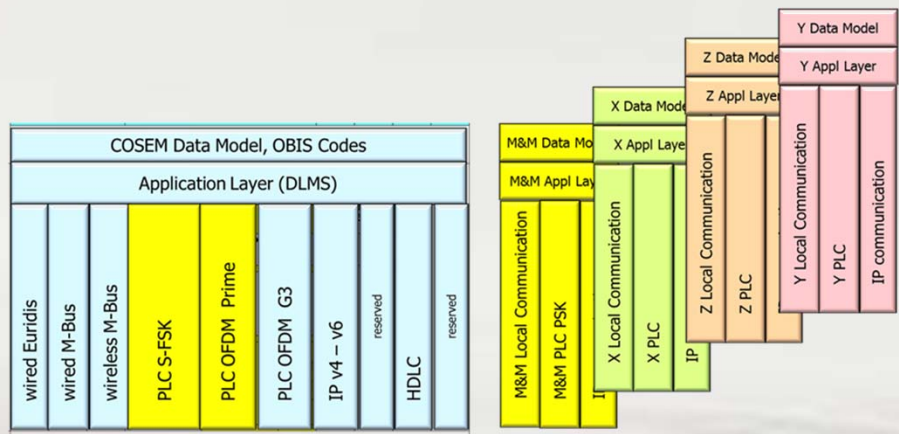 COSEM Data Model, OBIS Codes
Application Layer (DLMS)
wired Euridis
wired M-Bus
wireless M-Bus
PLC S-FSK
PLC OFDM Prime
PLC OFDM G3
IP v4 – v6
reserved
HDLC
reserved
M&M Data Mo
M&M Appl Lay
M&M Local Communication
M&M PLC PSK
X Data Mode
X Appl Laye
X Local Communication
X PLC
IP
Z Data Mode
Z Appl Layer
Z Local Communication
Z PLC
Y Data Model
Y Appl Layer
Y Local Communication
Y PLC
IP communication